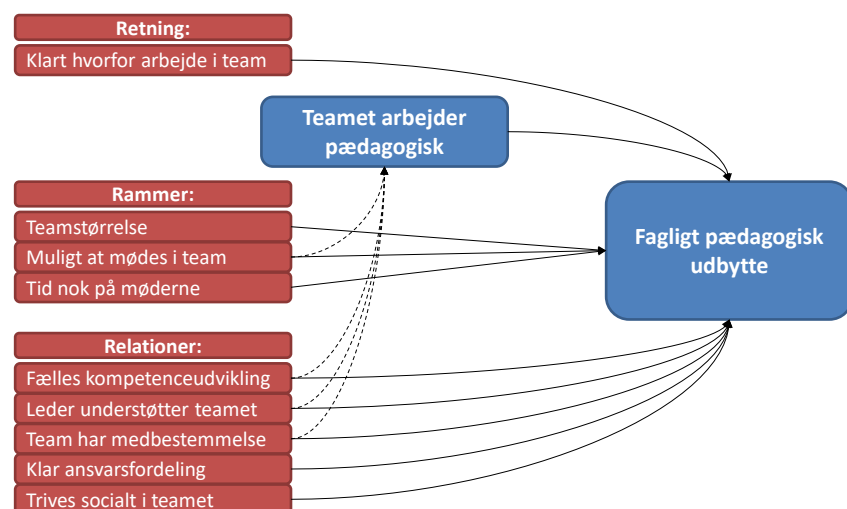 Retning:
Klart hvorfor arbejde i team
Teamet arbejder
pædagogisk
Rammer:
Teamstørrelse
Muligt at mødes i team
Tid nok på møderne
Fagligt pædagogisk
udbytte
Relationer:
Fælles kompetenceudvikling
Leder understøtter teamet
Team har medbestemmelse
Klar ansvarsfordeling
Trives socialt i teamet